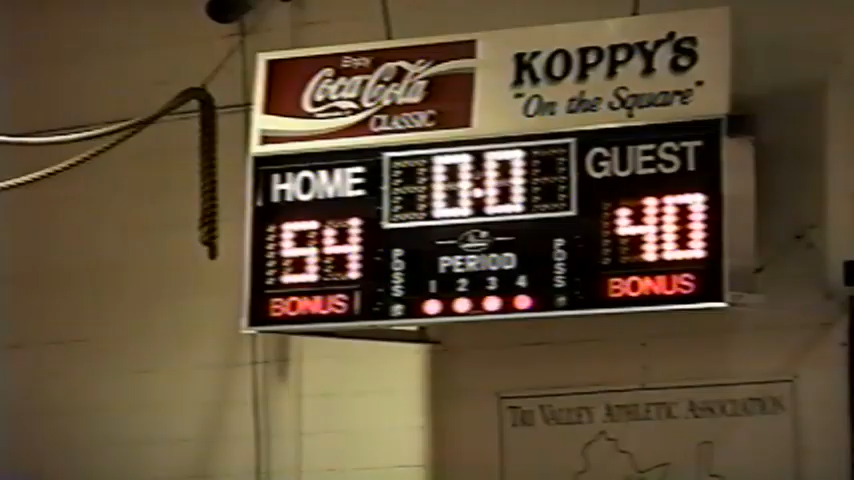 Enjoy
Coca-Cola
CLASSIC
KOPPY'S
"On the Square"
HOME
0:0
GUEST
54
40
PERIOD
POSS
POSS
1 2 3 4
BONUS
BONUS
TRI VALLEY ATHLETIC ASSOCIATION